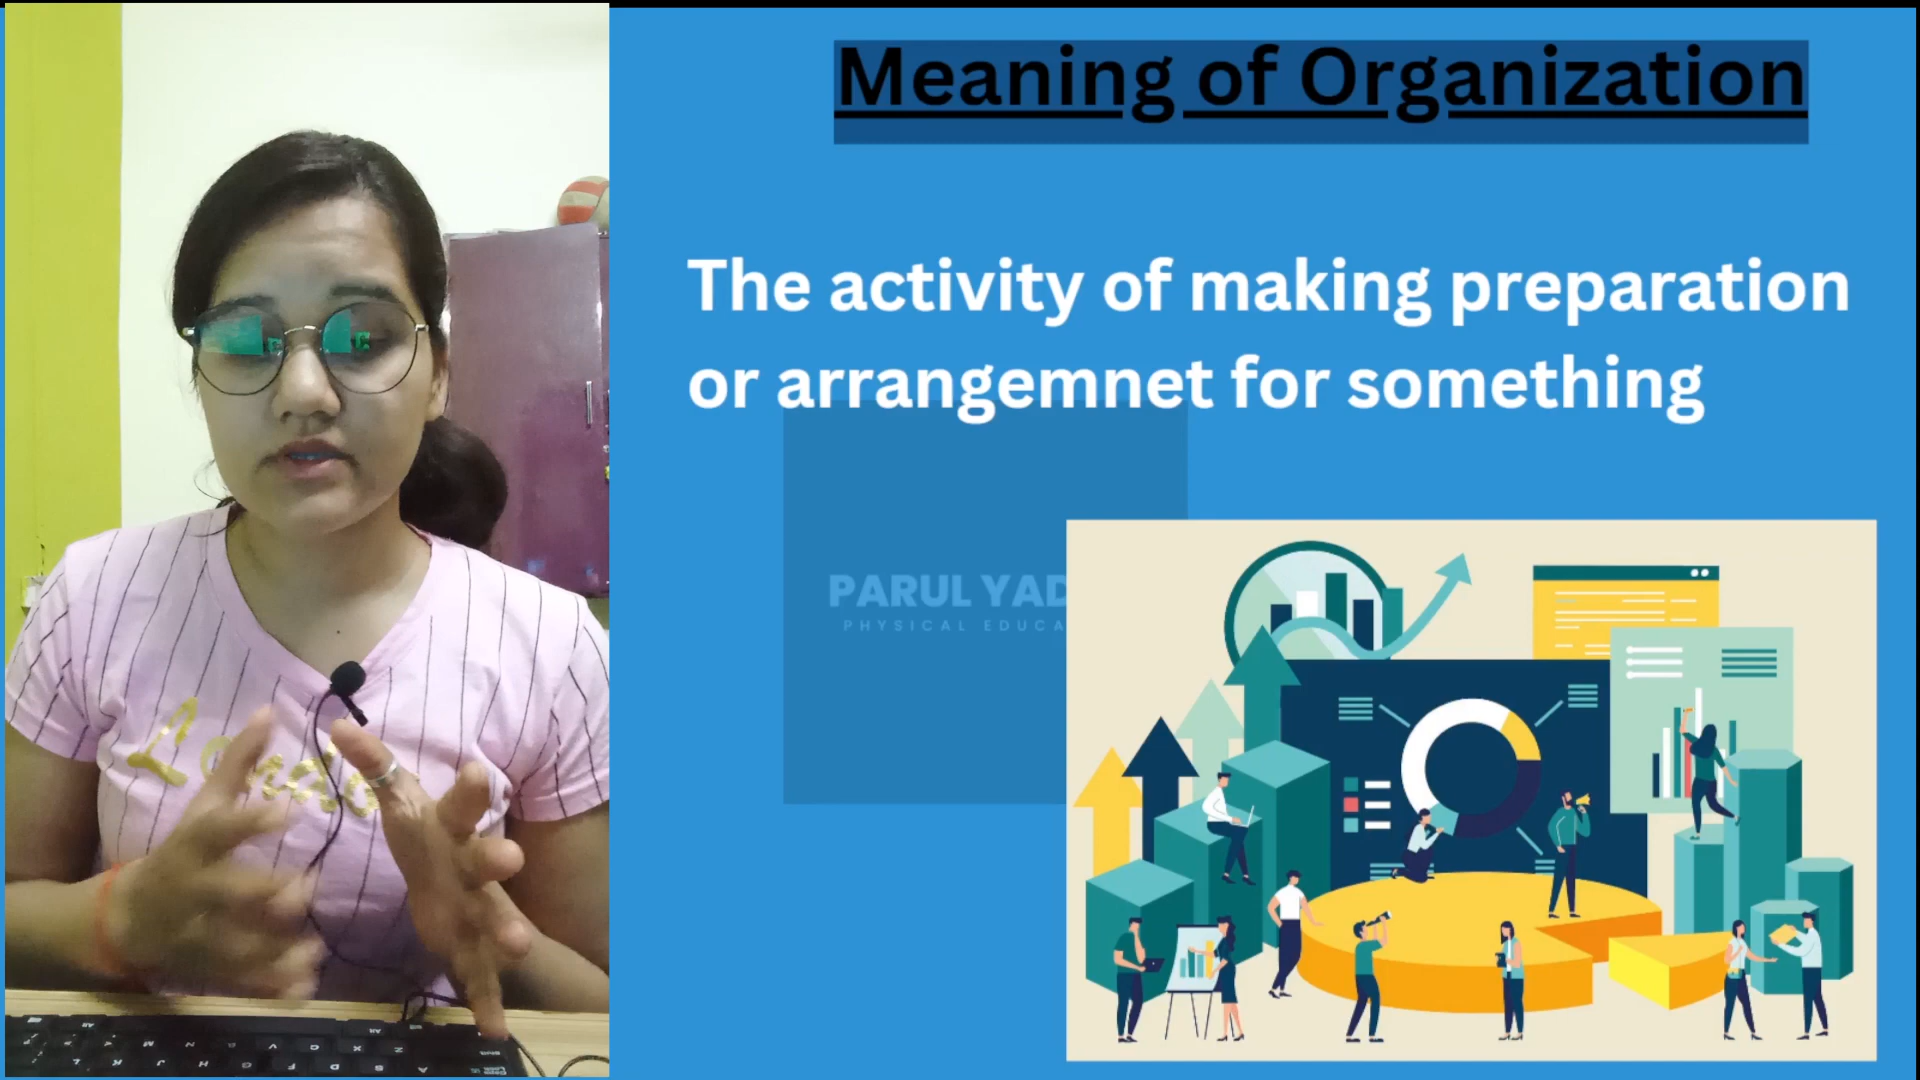 Meaning of Organization
The activity of making preparation
or arrangemnet for something
PARUL YAD
PHYSICAL EDUCA